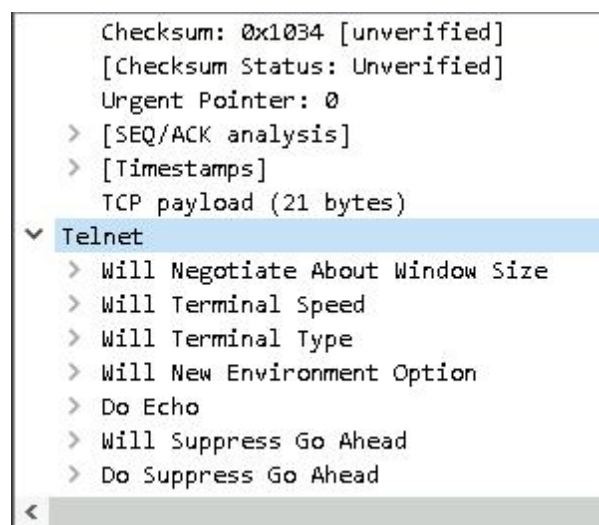 Checksum: 0x1034 [unverified]
[Checksum Status: Unverified]
Urgent Pointer: 0
> [SEQ/ACK analysis]
> [Timestamps]
TCP payload (21 bytes)
Telnet
> Will Negotiate About Window Size
> Will Terminal Speed
> Will Terminal Type
> Will New Environment Option
> Do Echo
> Will Suppress Go Ahead
> Do Suppress Go Ahead